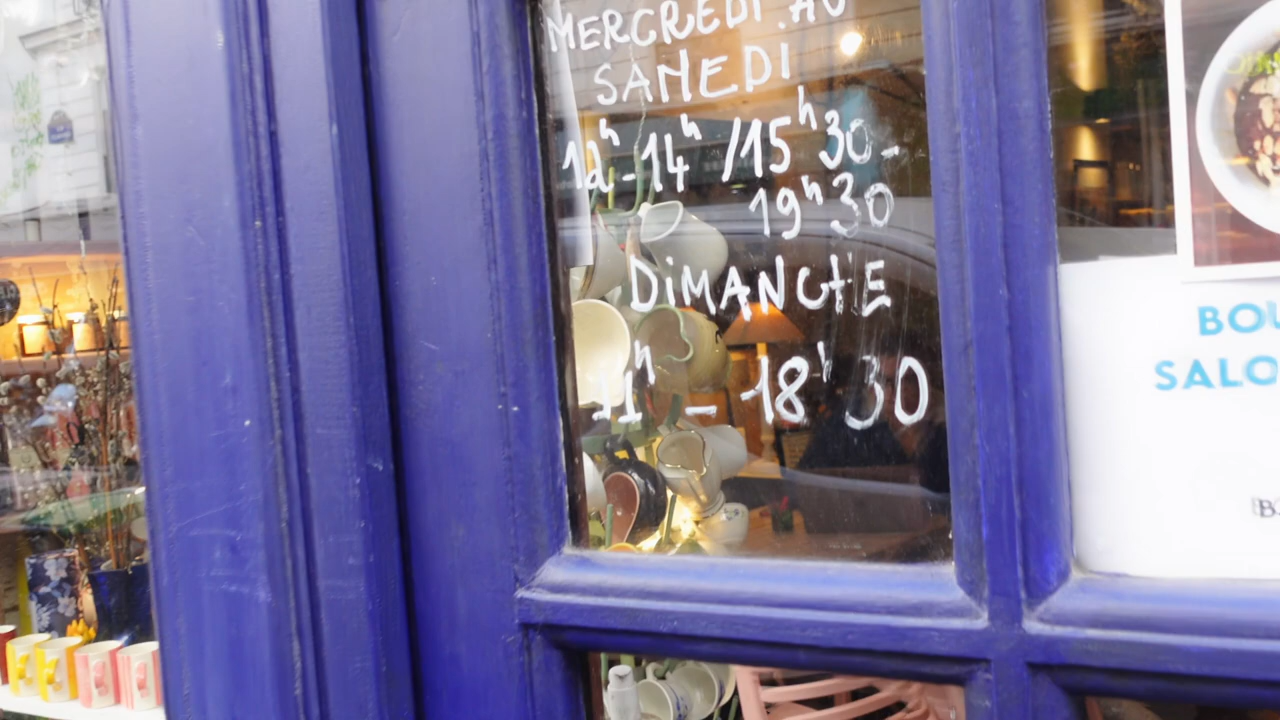 MERCREDI AU
SAMEDI
12h-14h /15h30-
19h30
DIMANCHE
11h - 18h30
BOU
SALO